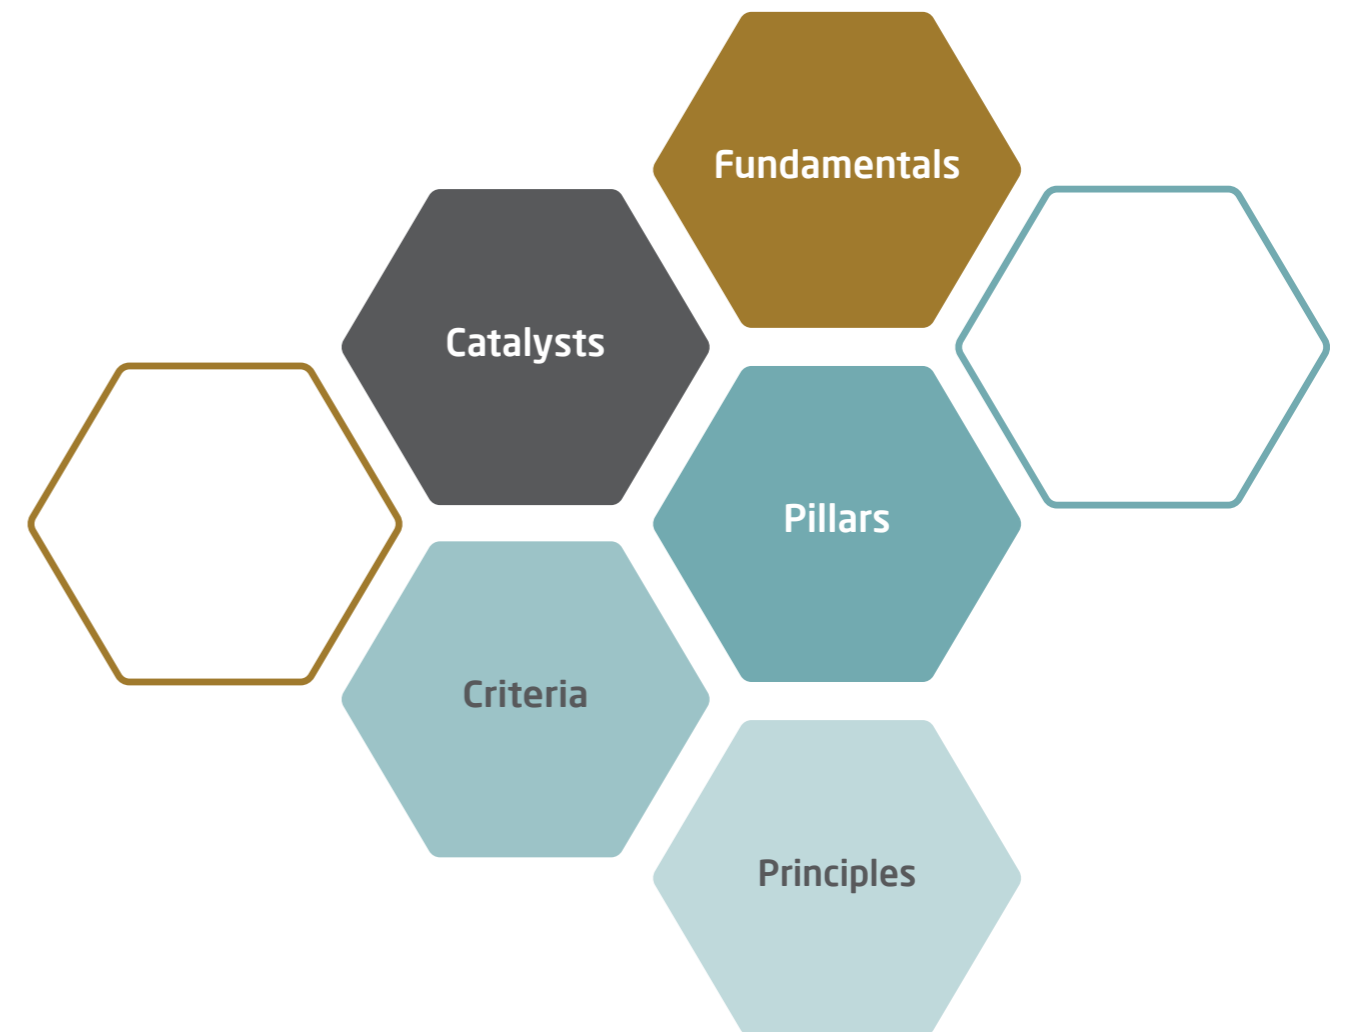 Fundamentals
Catalysts
Pillars
Criteria
Principles